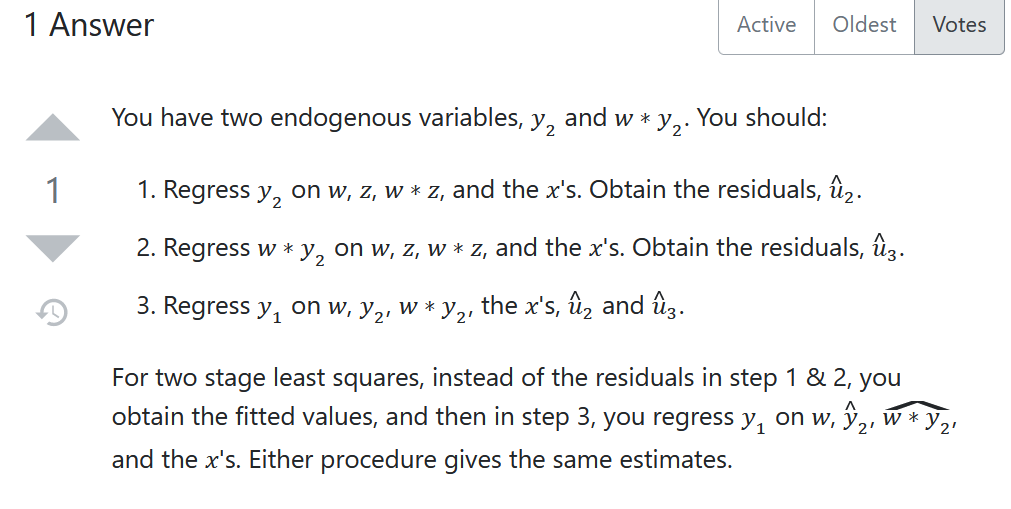 1 Answer
Active Oldest Votes
You have two endogenous variables, y₂ and w * y₂. You should:
1
1. Regress y₂ on w, z, w * z, and the x's. Obtain the residuals, û₂.
2. Regress w * y₂ on w, z, w * z, and the x's. Obtain the residuals, û₃.
3. Regress y₁ on w, y₂, w * y₂, the x's, û₂ and û₃.
For two stage least squares, instead of the residuals in step 1 & 2, you
obtain the fitted values, and then in step 3, you regress y₁ on w, ŷ₂, \widehat{w * y₂},
and the x's. Either procedure gives the same estimates.